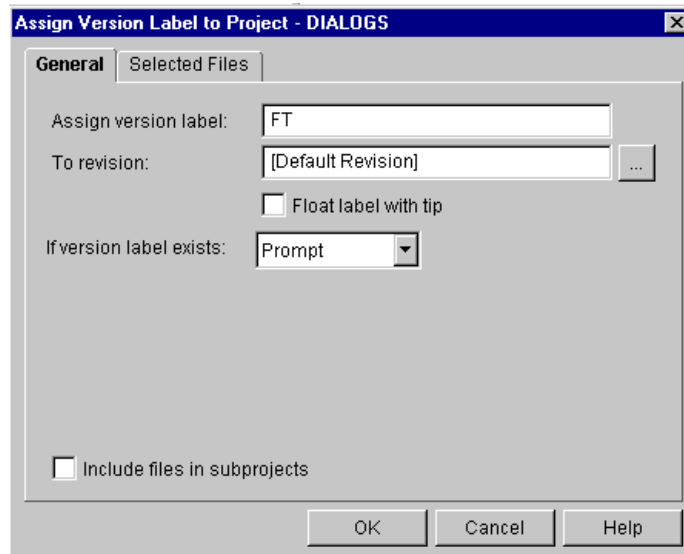 Assign Version Label to Project - DIALOGS
General Selected Files
Assign version label: FT
To revision: [Default Revision] ...
Float label with tip
If version label exists: Prompt
Include files in subprojects
OK Cancel Help